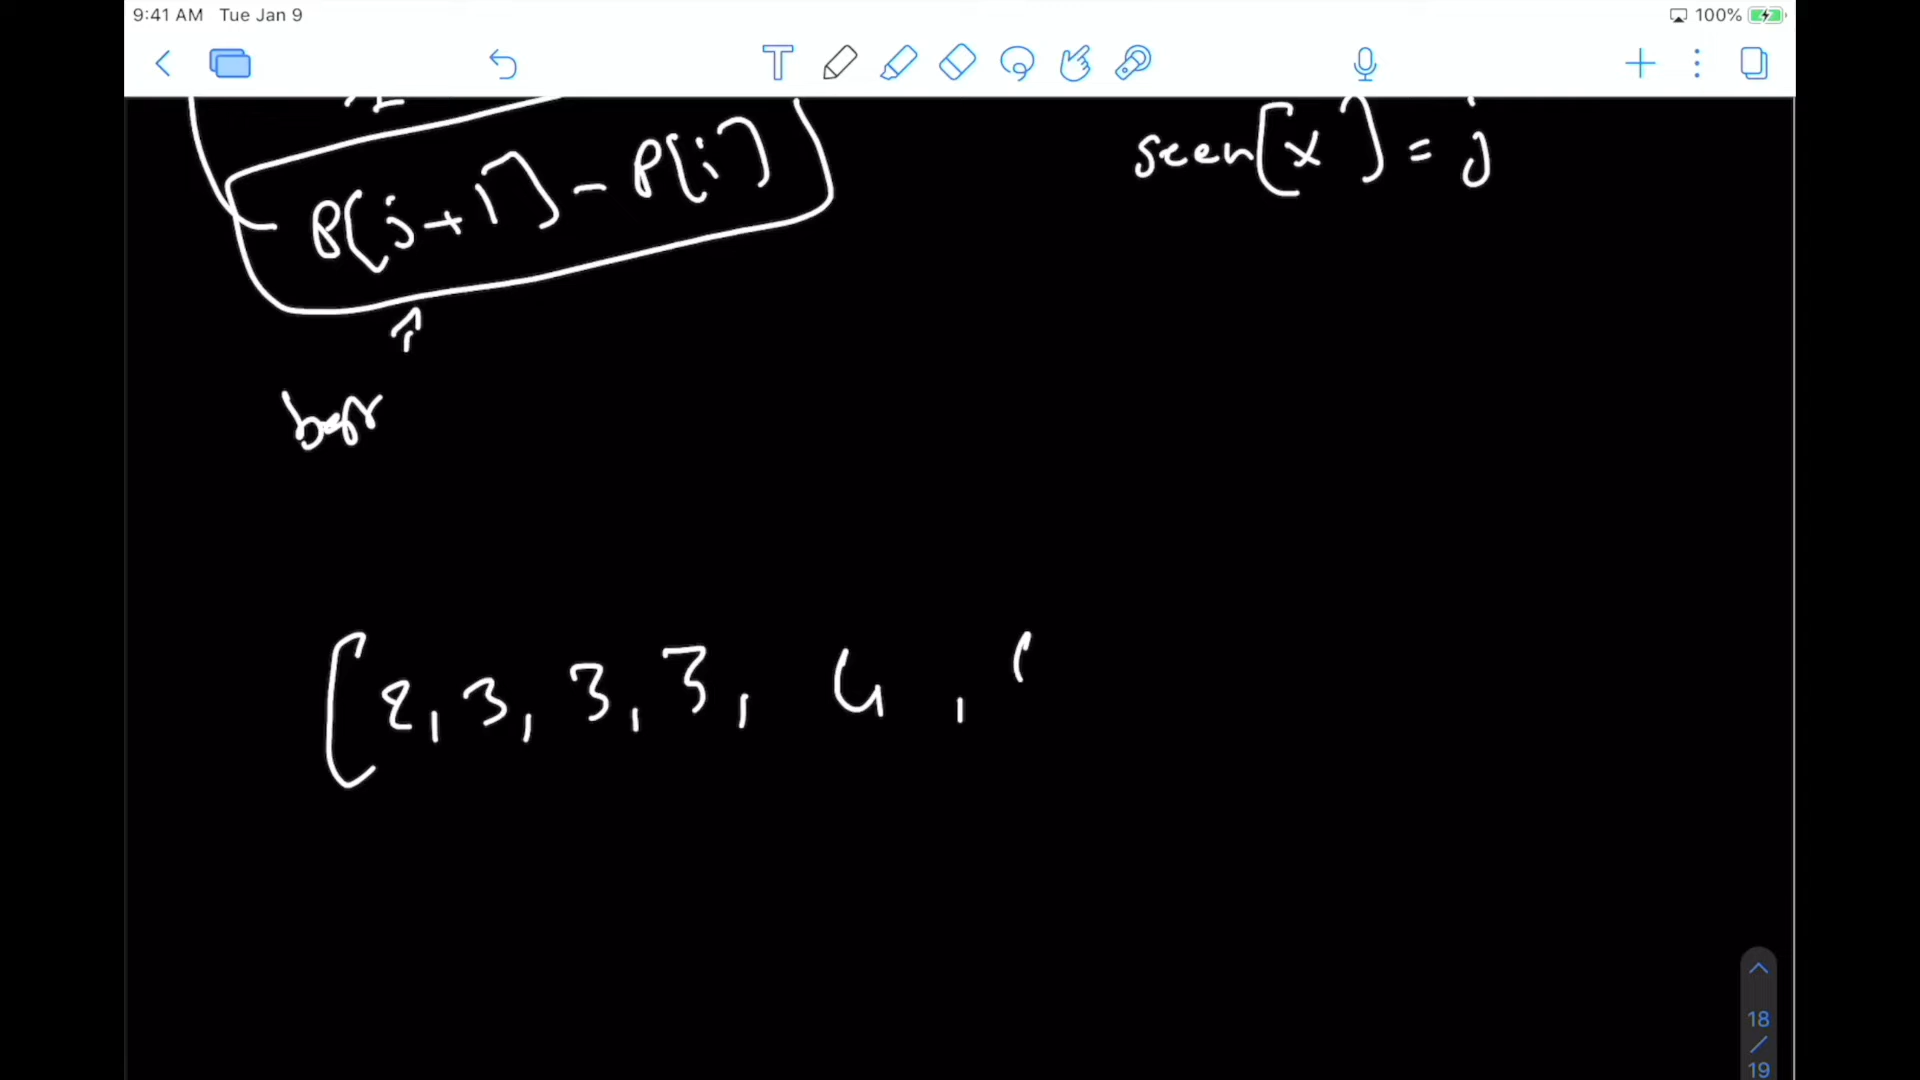 9:41 AM Tue Jan 9
100%
T
P[j+1] - P[i]
seen[x] = j
[2, 3, 3, 3, 4,
18
/
19